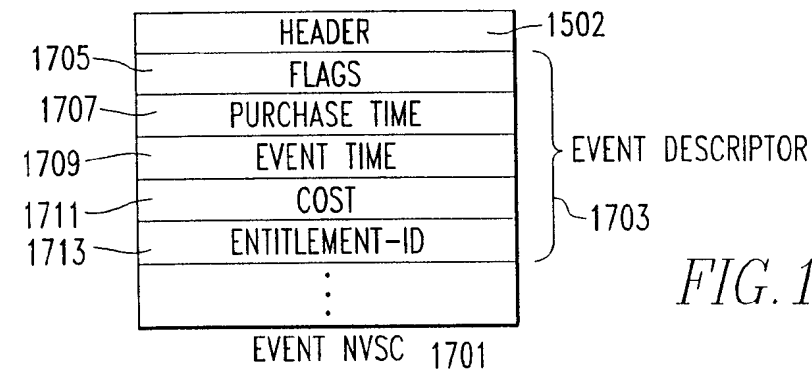 HEADER 1502
1705 FLAGS
1707 PURCHASE TIME
1709 EVENT TIME
EVENT DESCRIPTOR
1711 COST
1703
1713 ENTITLEMENT-ID
FIG. 1
EVENT NVSC 1701